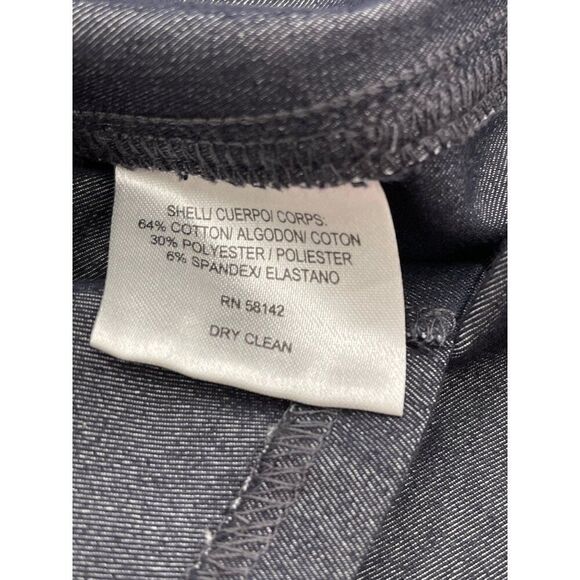 SHELL/ CUERPO/ CORPS:
64% COTTON/ ALGODON/ COTON
30% POLYESTER / POLIESTER
6% SPANDEX/ ELASTANO
RN 58142
DRY CLEAN